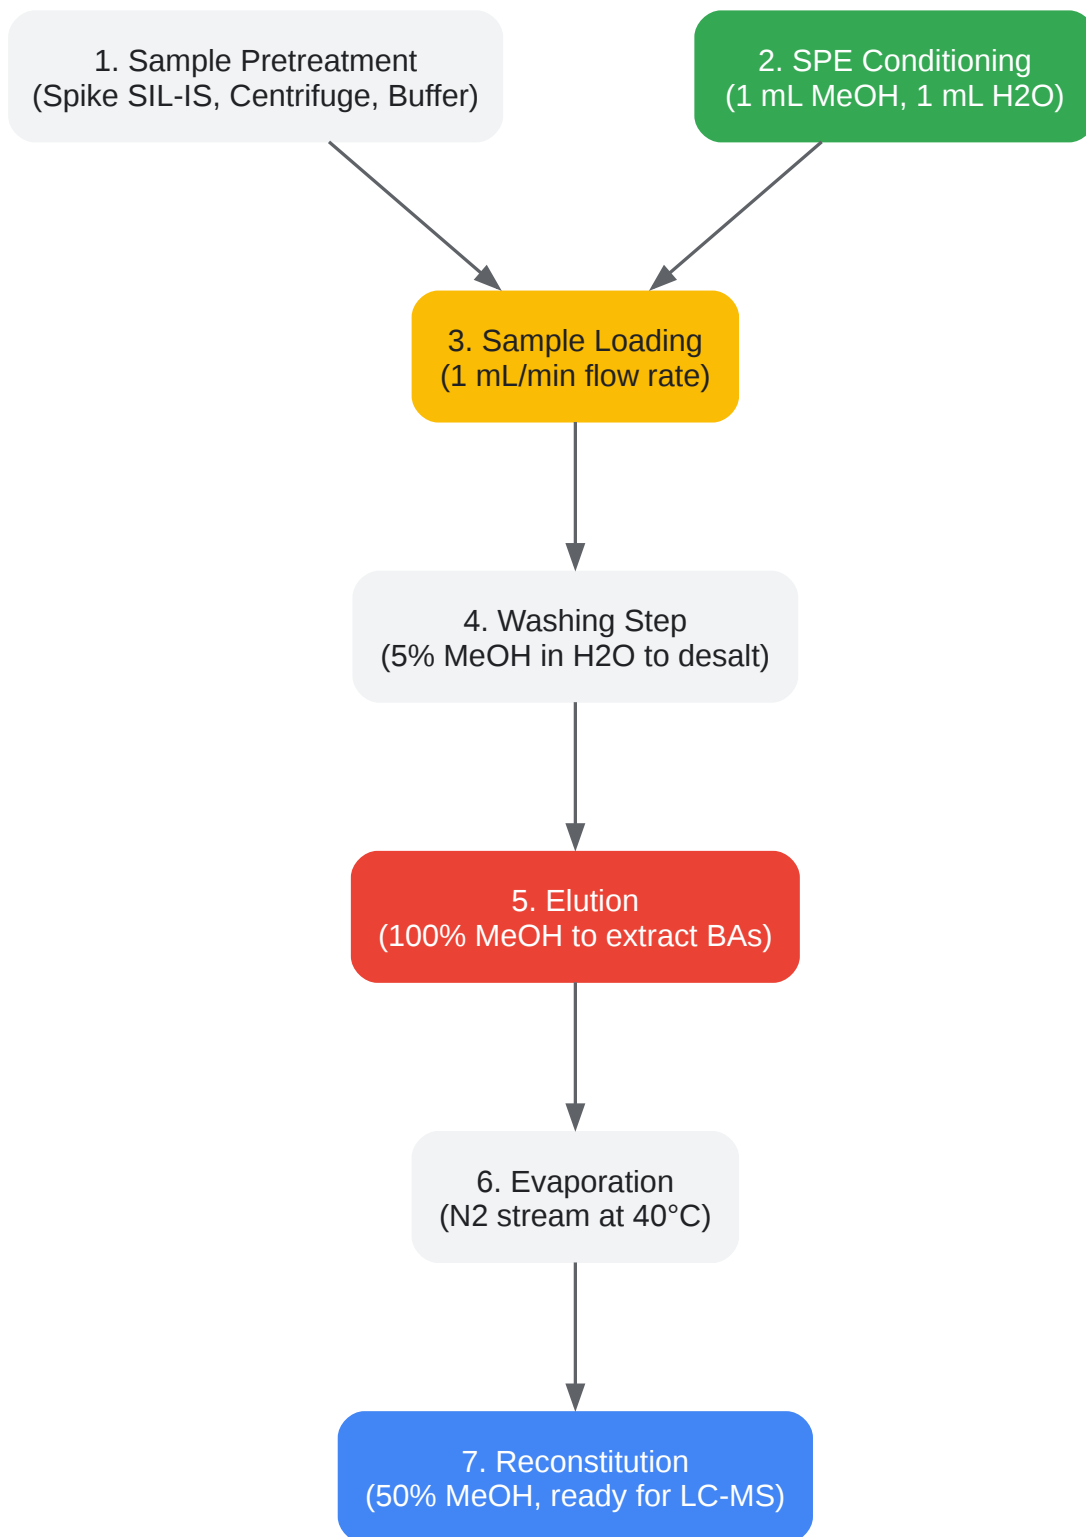 1. Sample Pretreatment
(Spike SIL-IS, Centrifuge, Buffer)
2. SPE Conditioning
(1 mL MeOH, 1 mL H2O)
3. Sample Loading
(1 mL/min flow rate)
4. Washing Step
(5% MeOH in H2O to desalt)
5. Elution
(100% MeOH to extract BAs)
6. Evaporation
(N2 stream at 40°C)
7. Reconstitution
(50% MeOH, ready for LC-MS)